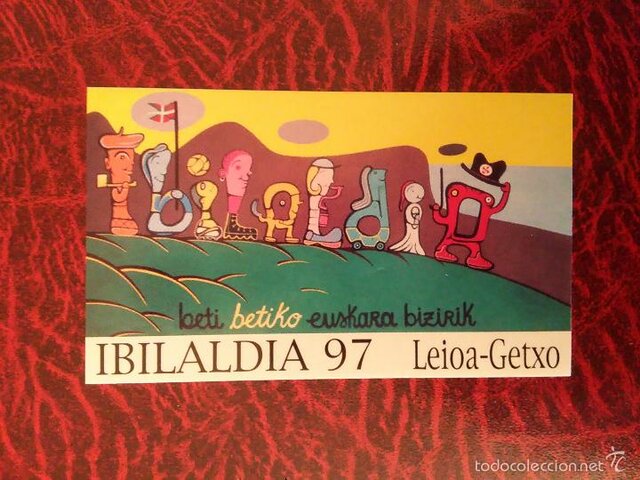 Ibilaldia
beti betiko euskara bizirik
IBILALDIA 97 Leioa-Getxo
todocoleccion.net